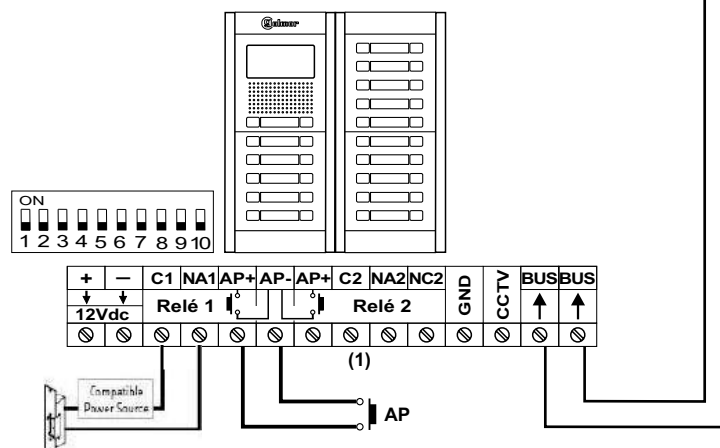 Golmar
ON
1 2 3 4 5 6 7 8 9 10
+ — C1 NA1 AP+ AP- AP+ C2 NA2 NC2 GND CCTV BUS BUS
12Vdc Relé 1 Relé 2
(1)
Compatible
Power Source
AP